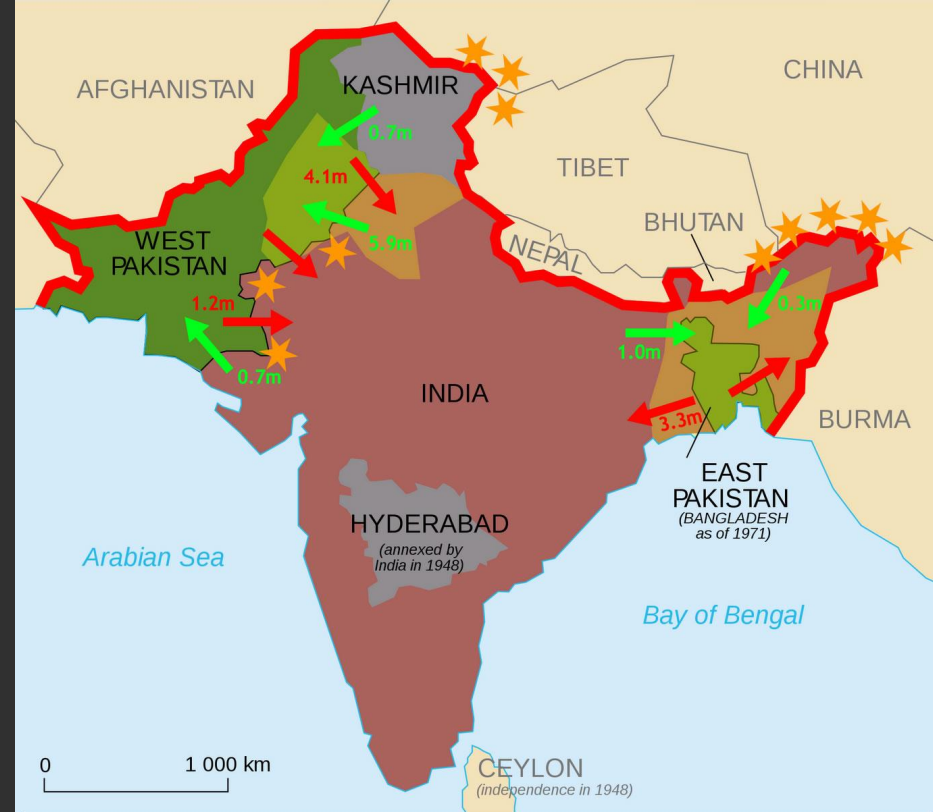 CHINA
AFGHANISTAN
KASHMIR
0.7m
4.1m
TIBET
BHUTAN
5.9m
NEPAL
WEST
PAKISTAN
1.2m
0.3m
1.0m
0.7m
INDIA
3.3m
BURMA
EAST
PAKISTAN
(BANGLADESH
as of 1971)
HYDERABAD
(annexed by
India in 1948)
Arabian Sea
Bay of Bengal
0
1 000 km
CEYLON
(independence in 1948)